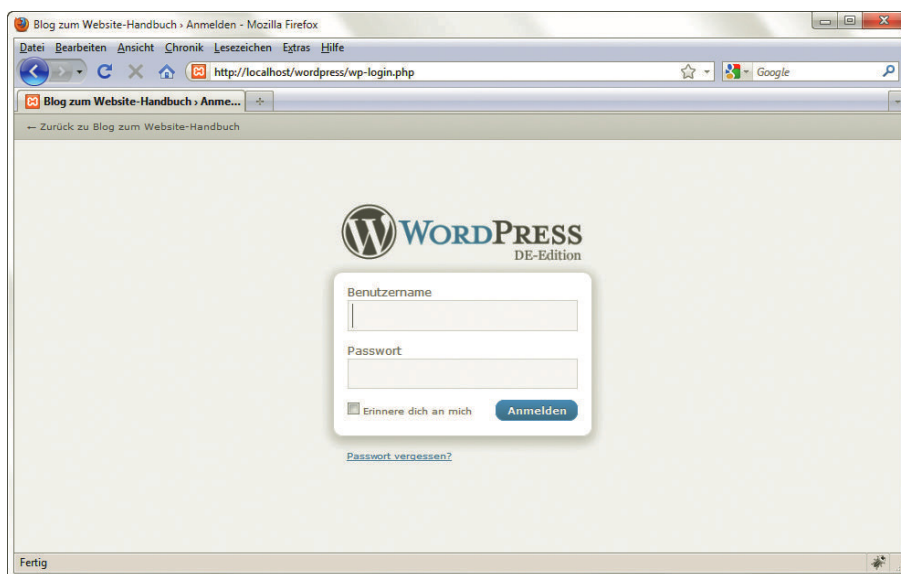 Blog zum Website-Handbuch › Anmelden - Mozilla Firefox
Datei Bearbeiten Ansicht Chronik Lesezeichen Extras Hilfe
http://localhost/wordpress/wp-login.php Google
Blog zum Website-Handbuch › Anme...
← Zurück zu Blog zum Website-Handbuch
WORDPRESS
DE-Edition
Benutzername
Passwort
Erinnere dich an mich Anmelden
Passwort vergessen?
Fertig